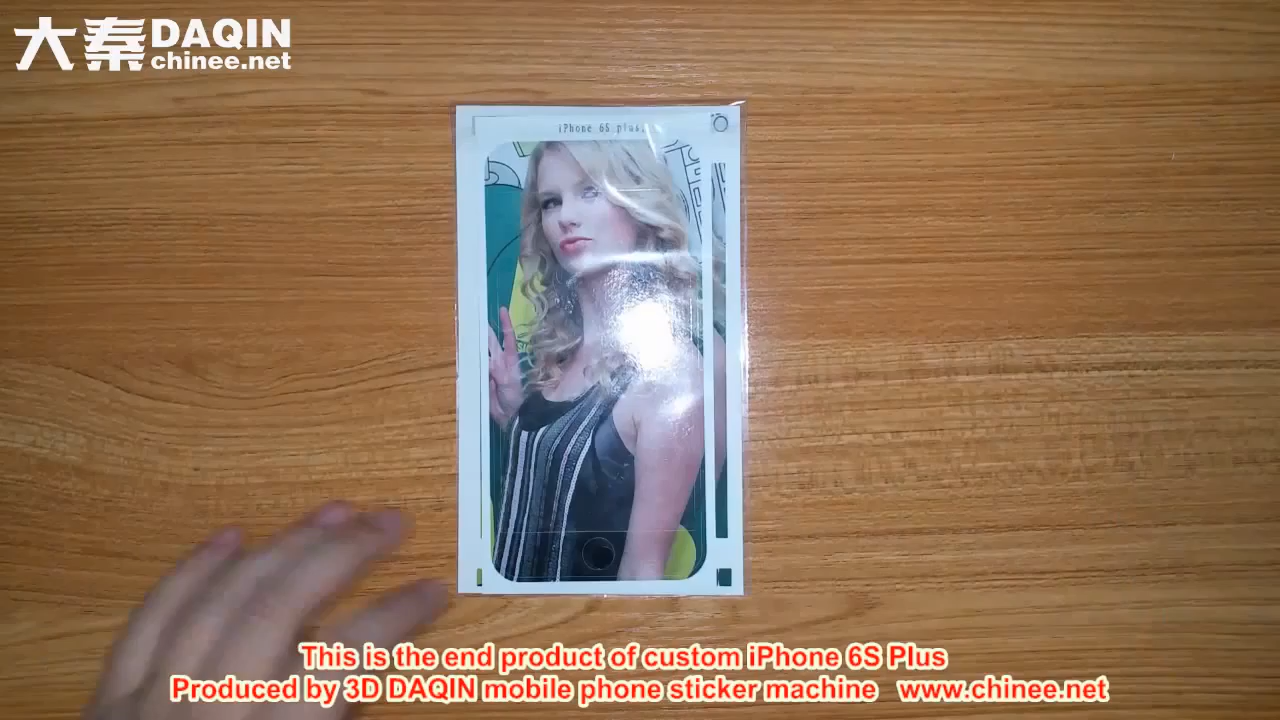 大秦 DAQIN
chinee.net
iPhone 6S plus
This is the end product of custom iPhone 6S Plus
Produced by 3D DAQIN mobile phone sticker machine www.chinee.net